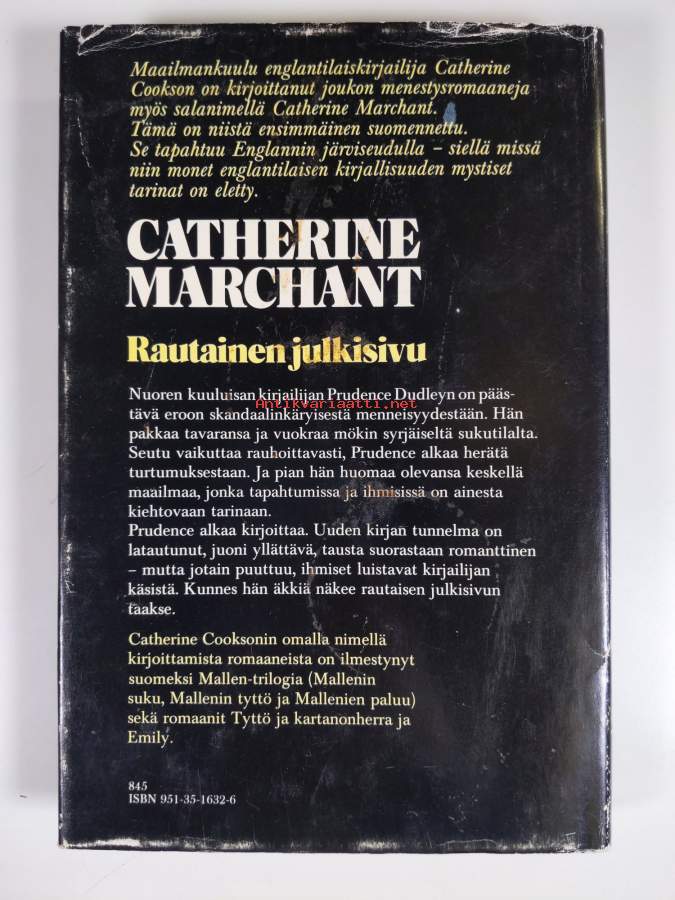 Maailmankuulu englantilaiskirjailija Catherine
Cookson on kirjoittanut joukon menestysromaaneja
myös salanimellä Catherine Marchant.
Tämä on niistä ensimmäinen suomennettu.
Se tapahtuu Englannin järviseudulla – siellä missä
niin monet englantilaisen kirjallisuuden mystiset
tarinat on eletty.
CATHERINE
MARCHANT
Rautainen julkisivu
Nuoren kuuluisan kirjailijan Prudence Dudleyn on pääs-
Antikvariaatti.net
tävä eroon skandaalinkäryisestä menneisyydestään. Hän
pakkaa tavaransa ja vuokraa mökin syrjäiseltä sukutilalta.
Seutu vaikuttaa rauhoittavasti, Prudence alkaa herätä
turtumuksestaan. Ja pian hän huomaa olevansa keskellä
maailmaa, jonka tapahtumissa ja ihmisissä on ainesta
kiehtovaan tarinaan.
Prudence alkaa kirjoittaa. Uuden kirjan tunnelma on
latautunut, juoni yllättävä, tausta suorastaan romanttinen
– mutta jotain puuttuu, ihmiset luistavat kirjailijan
käsistä. Kunnes hän äkkiä näkee rautaisen julkisivun
taakse.
Catherine Cooksonin omalla nimellä
kirjoittamista romaaneista on ilmestynyt
suomeksi Mallen-trilogia (Mallenin
suku, Mallenin tyttö ja Mallenien paluu)
sekä romaanit Tyttö ja kartanonherra ja
Emily.
845
ISBN 951-35-1632-6